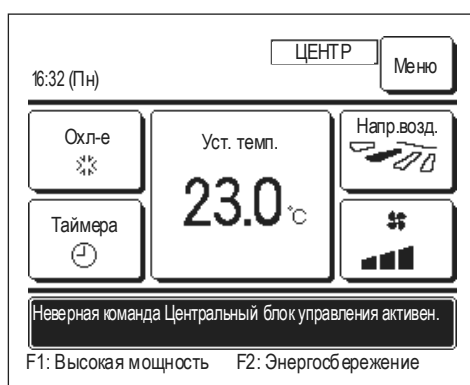 ЦЕНТР
Меню
16:32 (Пн)
Охл-е
Уст. темп.
Напр.возд.
23.0 °C
Таймера
Неверная команда Центральный блок управления активен.
F1: Высокая мощность F2: Энергосбережение